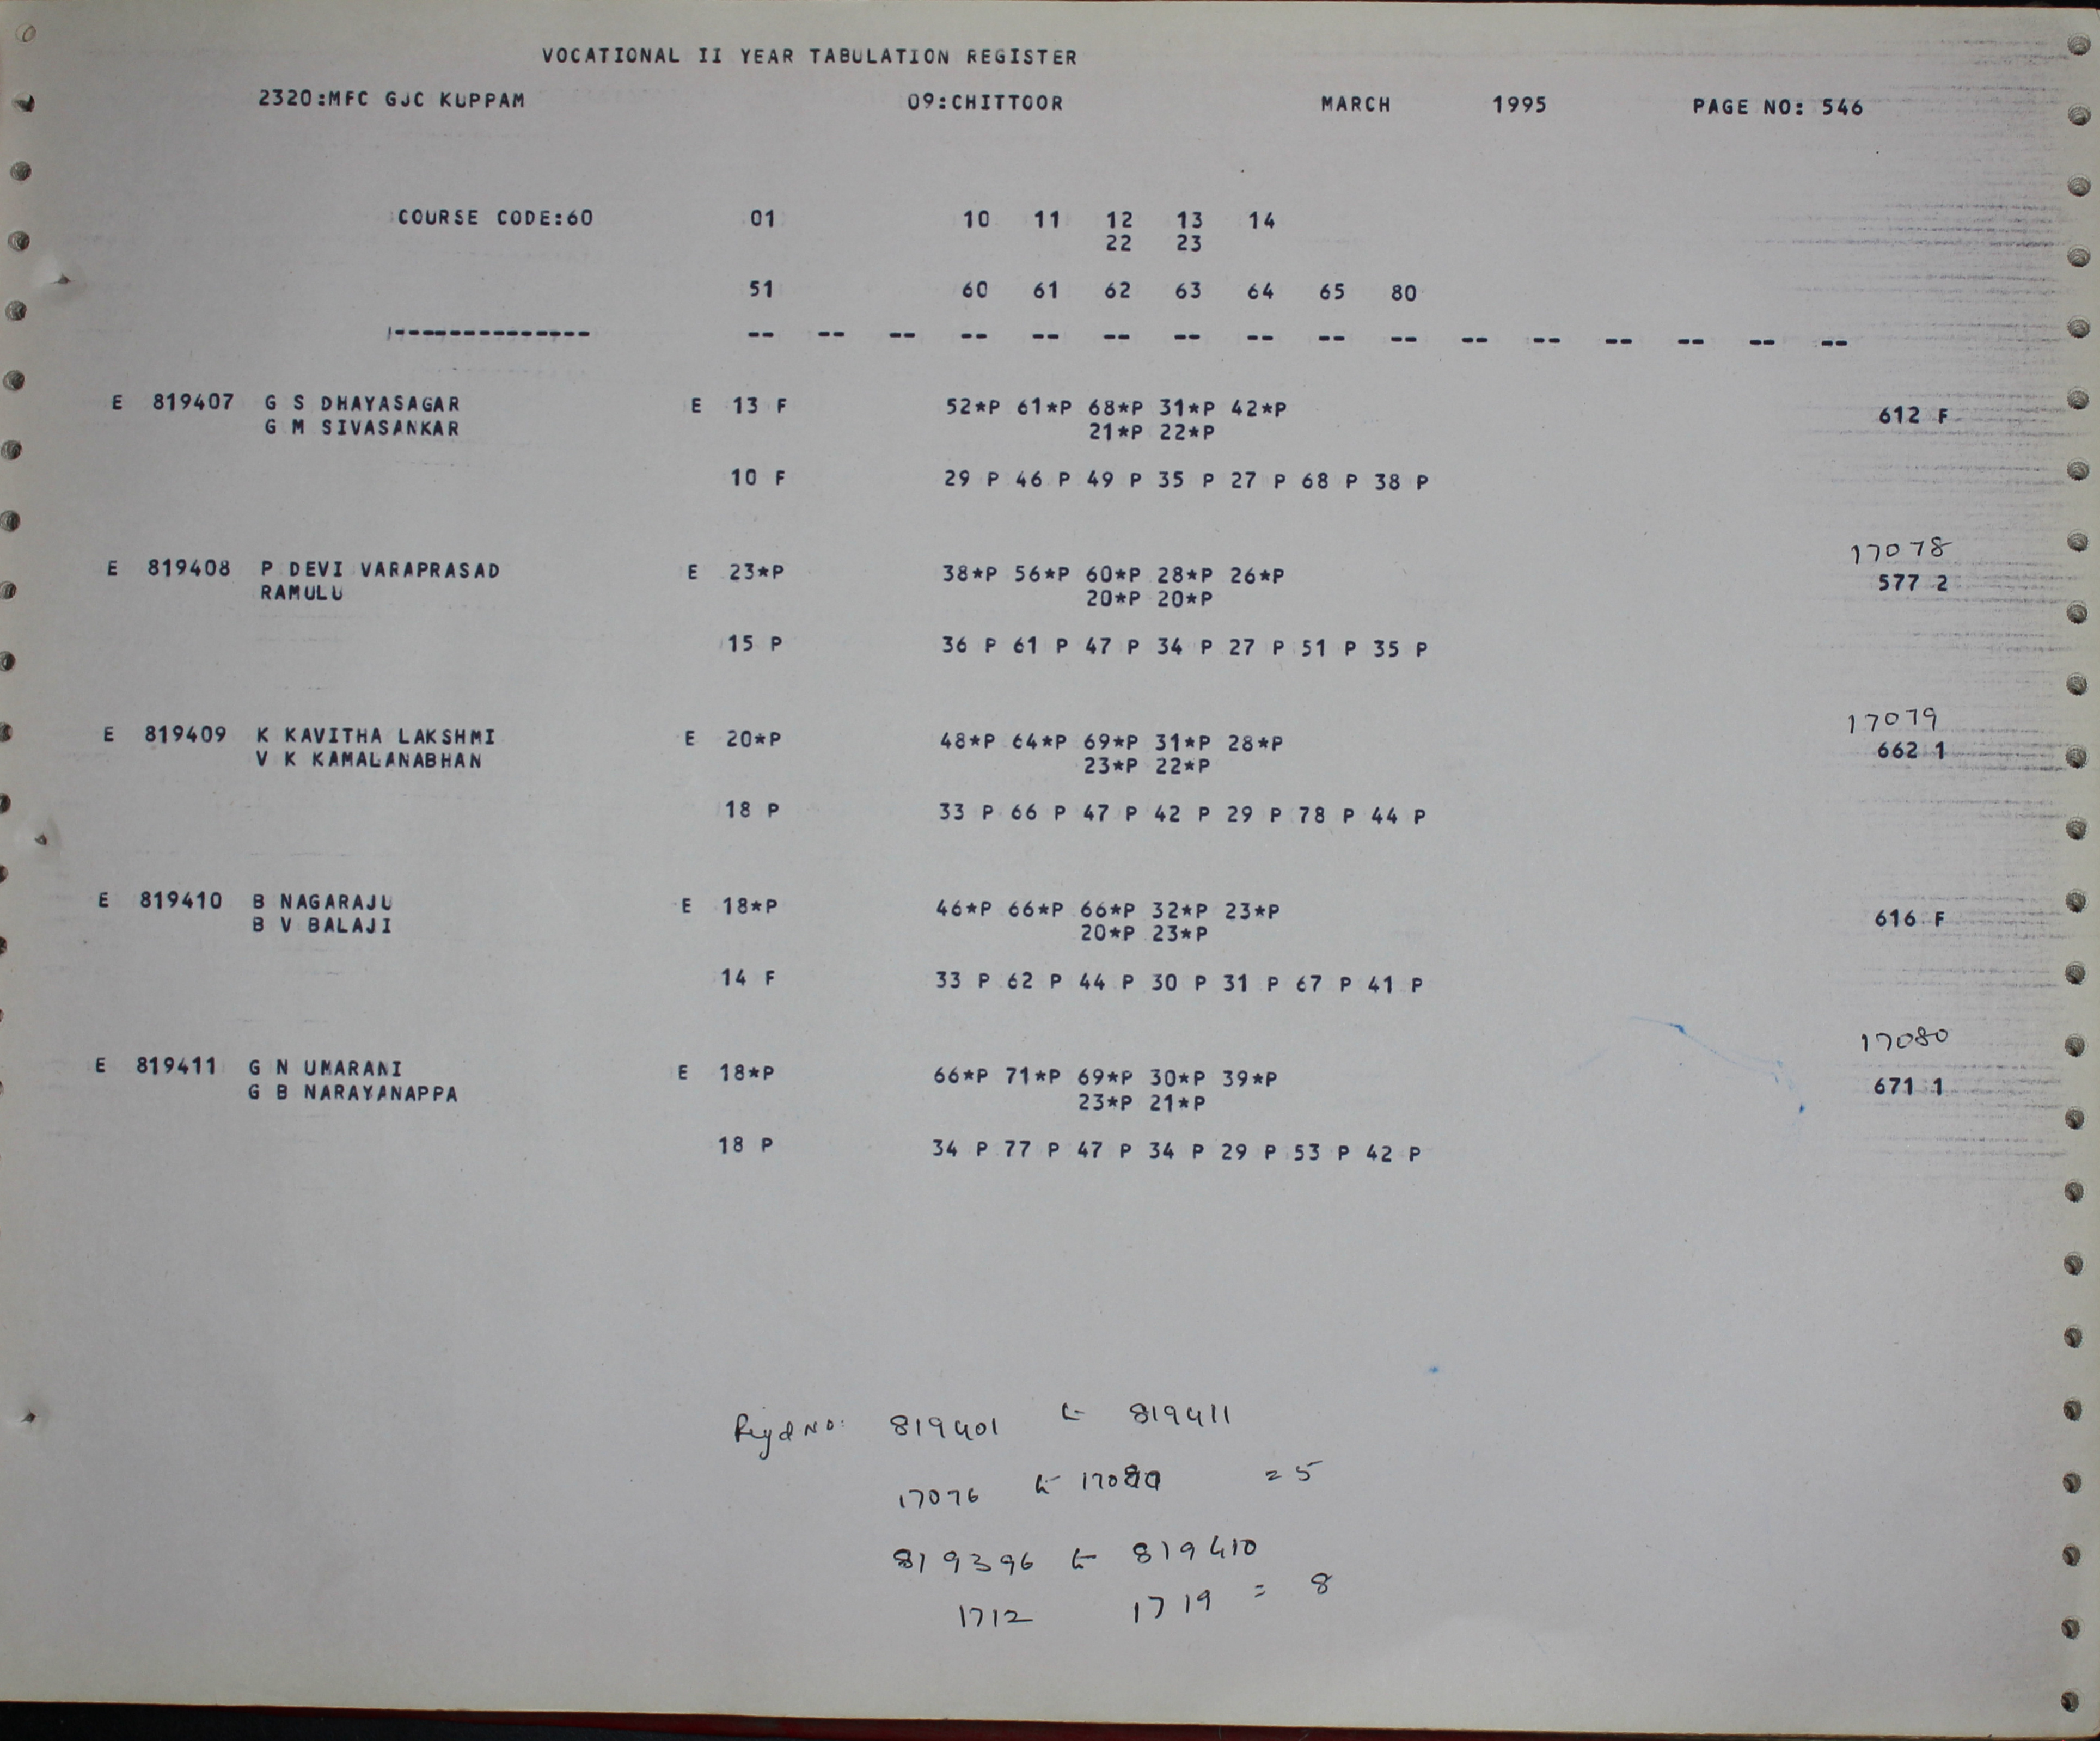 VOCATIONAL II YEAR TABULATION REGISTER
2320:MFC GJC KUPPAM 09:CHITTOOR MARCH 1995 PAGE NO: 546
COURSE CODE:60 01 10 11 12 13 14
22 23
51 60 61 62 63 64 65 80
--------------- -- -- -- -- -- -- -- -- -- -- -- -- -- -- -- --
E 819407 G S DHAYASAGAR E 13 F 52*P 61*P 68*P 31*P 42*P 612 F
G M SIVASANKAR 21*P 22*P
10 F 29 P 46 P 49 P 35 P 27 P 68 P 38 P
17078
E 819408 P DEVI VARAPRASAD E 23*P 38*P 56*P 60*P 28*P 26*P 577 2
RAMULU 20*P 20*P
15 P 36 P 61 P 47 P 34 P 27 P 51 P 35 P
17079
E 819409 K KAVITHA LAKSHMI E 20*P 48*P 64*P 69*P 31*P 28*P 662 1
V K KAMALANABHAN 23*P 22*P
18 P 33 P 66 P 47 P 42 P 29 P 78 P 44 P
E 819410 B NAGARAJU E 18*P 46*P 66*P 66*P 32*P 23*P 616 F
B V BALAJI 20*P 23*P
14 F 33 P 62 P 44 P 30 P 31 P 67 P 41 P
17080
E 819411 G N UMARANI E 18*P 66*P 71*P 69*P 30*P 39*P 671 1
G B NARAYANAPPA 23*P 21*P
18 P 34 P 77 P 47 P 34 P 29 P 53 P 42 P
Regd No: 819401 to 819411
17076 to 17080 = 5
819396 to 819410
1712 1719 = 8